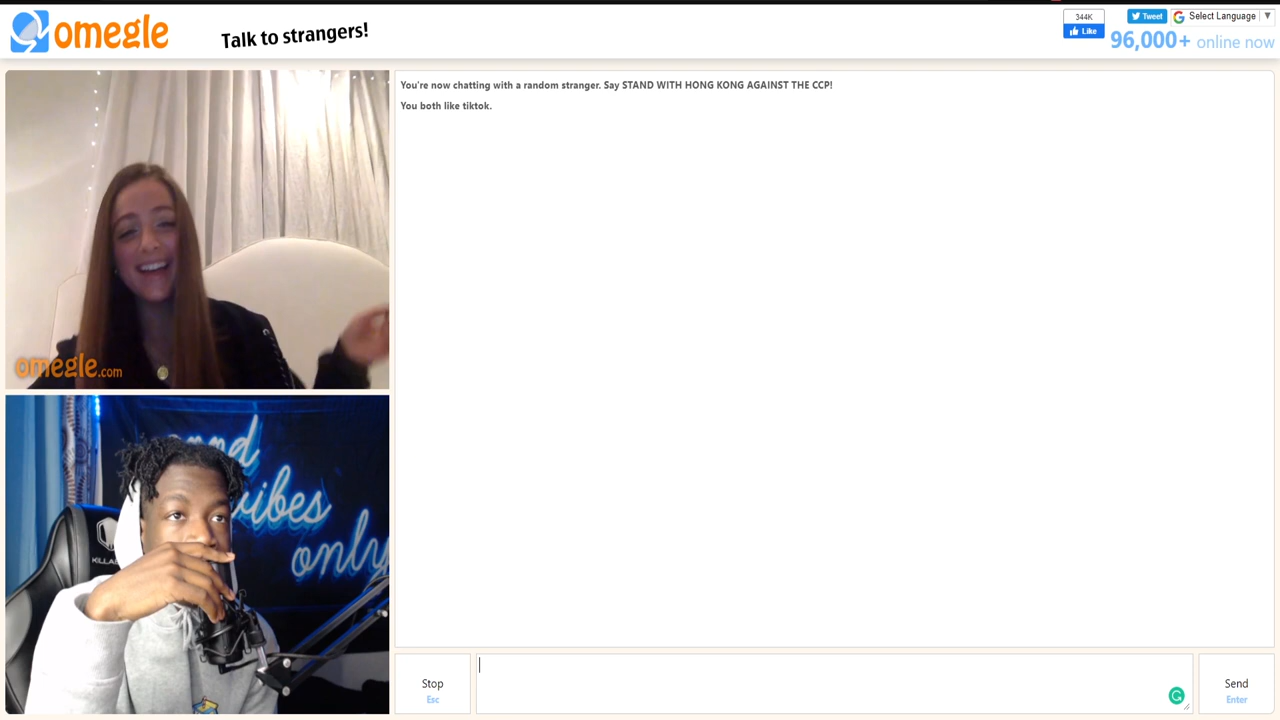 omegle
Talk to strangers!
344K
Like
Tweet
Select Language ▼
96,000+ online now
You're now chatting with a random stranger. Say STAND WITH HONG KONG AGAINST THE CCP!
You both like tiktok.
omegle.com
vibes
only
Stop
Esc
Send
Enter